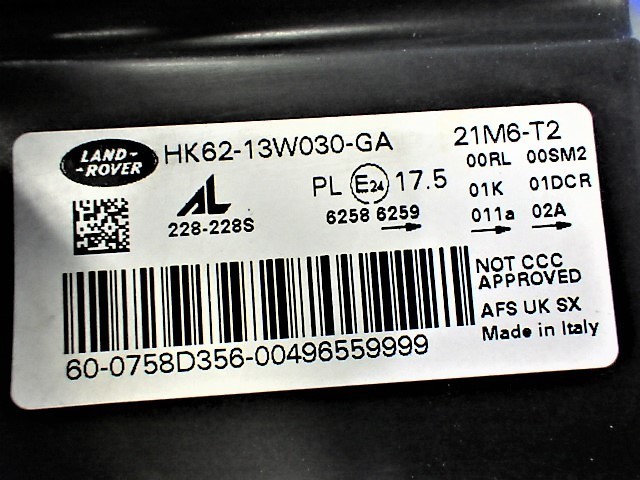 LAND-
-ROVER
HK62-13W030-GA
21M6-T2
00RL 00SM2
AL
PL E24 17.5
01K 01DCR
228-228S
6258 6259
011a 02A
NOT CCC
APPROVED
AFS UK SX
Made in Italy
60-0758D356-00496559999